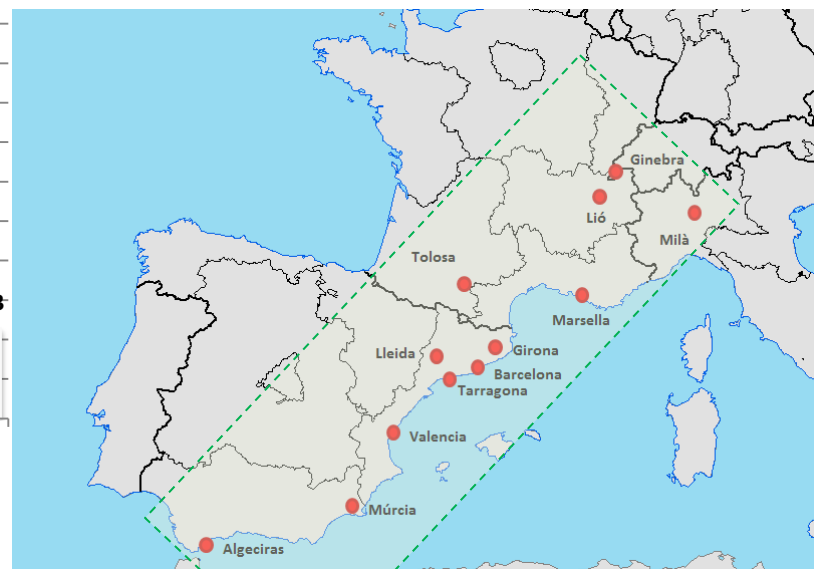 Ginebra
Lió
Milà
Tolosa
Marsella
Girona
Lleida
Barcelona
Tarragona
Valencia
Múrcia
Algeciras